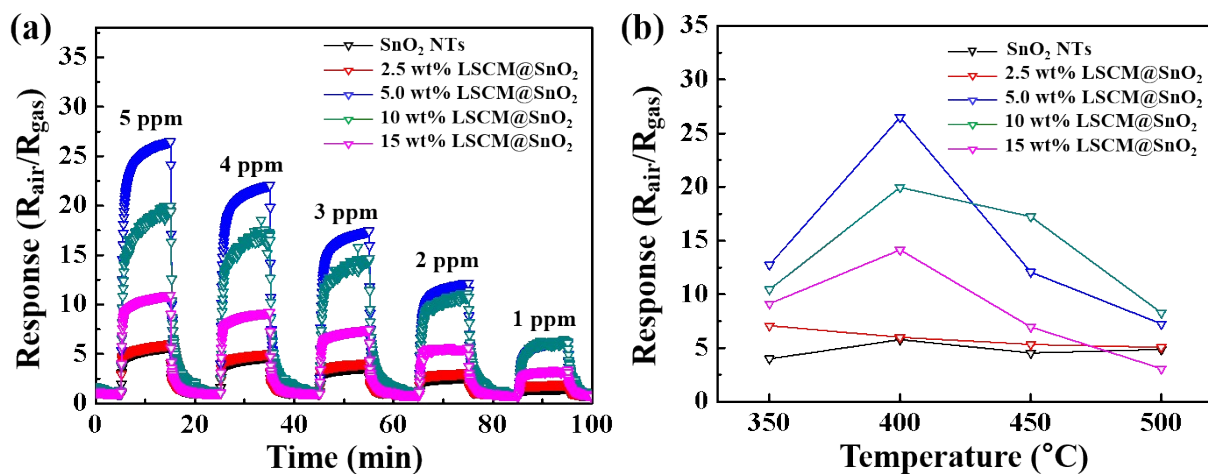 (a)
Response (Rair/Rgas)
35
30
25
20
15
10
5
0
SnO2 NTs
2.5 wt% LSCM@SnO2
5.0 wt% LSCM@SnO2
10 wt% LSCM@SnO2
15 wt% LSCM@SnO2
5 ppm
4 ppm
3 ppm
2 ppm
1 ppm
0 20 40 60 80 100
Time (min)
(b)
Response (Rair/Rgas)
35
30
25
20
15
10
5
0
SnO2 NTs
2.5 wt% LSCM@SnO2
5.0 wt% LSCM@SnO2
10 wt% LSCM@SnO2
15 wt% LSCM@SnO2
350 400 450 500
Temperature (°C)